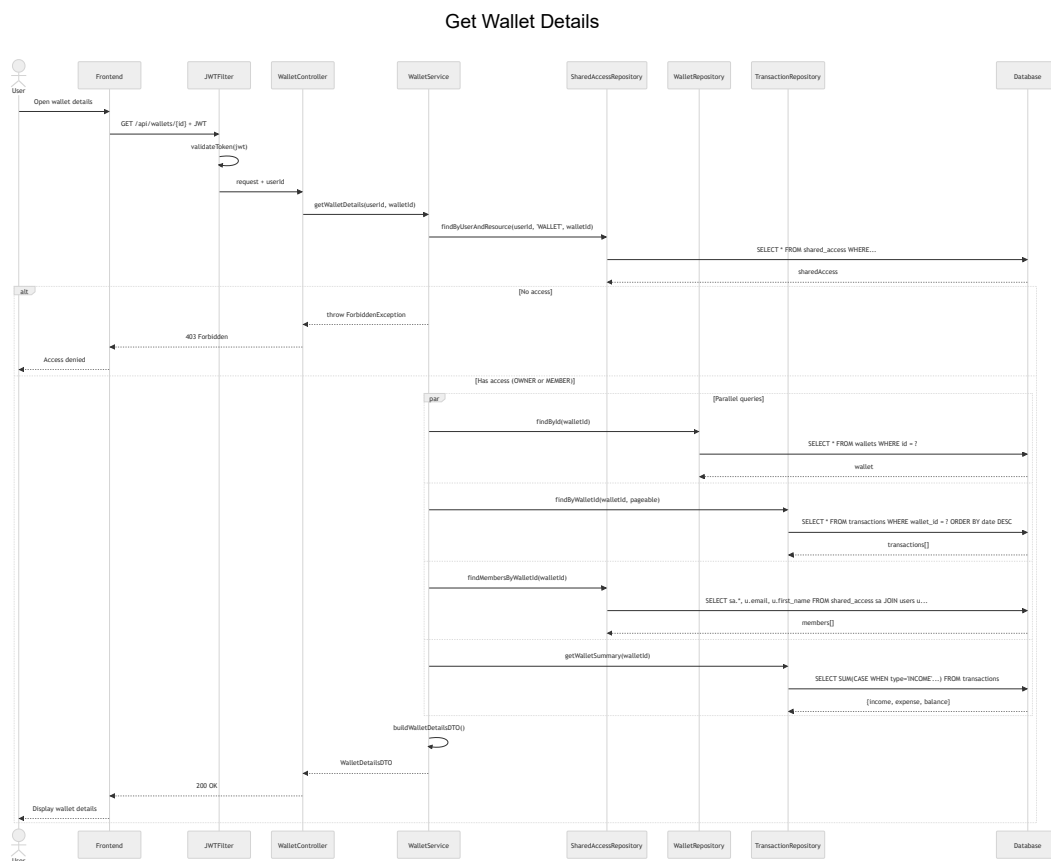 Get Wallet Details
User
Frontend
JWTFilter
WalletController
WalletService
SharedAccessRepository
WalletRepository
TransactionRepository
Database
Open wallet details
GET /api/wallets/{id} + JWT
validateToken(jwt)
request + userId
getWalletDetails(userId, walletId)
findByUserAndResource(userId, 'WALLET', walletId)
SELECT * FROM shared_access WHERE...
sharedAccess
alt
[No access]
throw ForbiddenException
403 Forbidden
Access denied
[Has access (OWNER or MEMBER)]
par
[Parallel queries]
findById(walletId)
SELECT * FROM wallets WHERE id = ?
wallet
findByWalletId(walletId, pageable)
SELECT * FROM transactions WHERE wallet_id = ? ORDER BY date DESC
transactions[]
findMembersByWalletId(walletId)
SELECT sa.*, u.email, u.first_name FROM shared_access sa JOIN users u...
members[]
getWalletSummary(walletId)
SELECT SUM(CASE WHEN type='INCOME'...) FROM transactions
{income, expense, balance}
buildWalletDetailsDTO()
WalletDetailsDTO
200 OK
Display wallet details
User
Frontend
JWTFilter
WalletController
WalletService
SharedAccessRepository
WalletRepository
TransactionRepository
Database